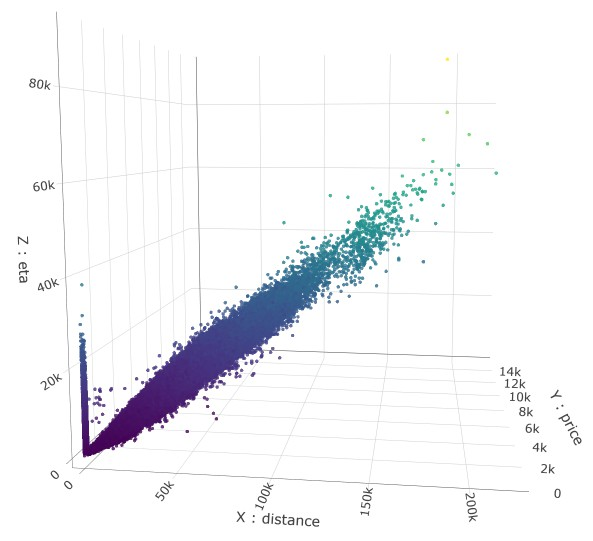 80k
60k
40k
20k
0
Z : eta
0
50k
100k
150k
200k
X : distance
14k
12k
10k
8k
6k
4k
2k
0
Y : price